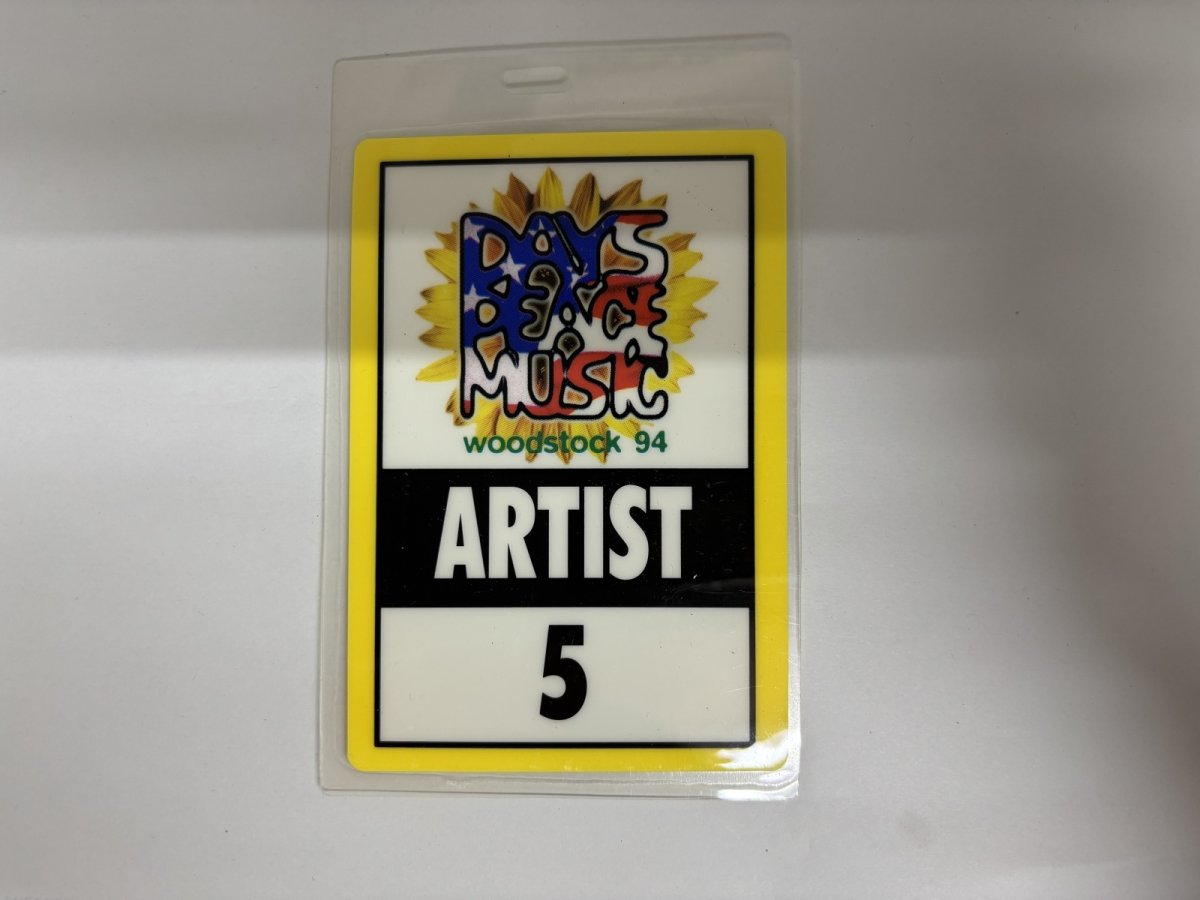 DAYS
PEACE
MUSIC
woodstock 94
ARTIST
5